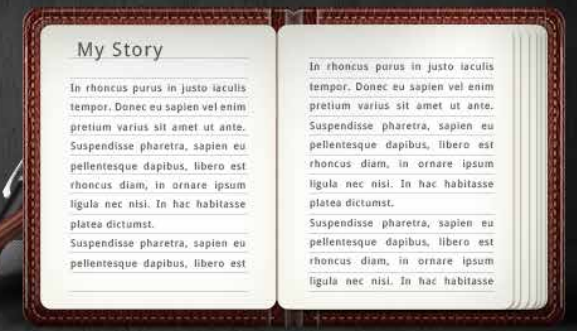 My Story
In rhoncus purus in justo iaculis
tempor. Donec eu sapien vel enim
pretium varius sit amet ut ante.
Suspendisse pharetra, sapien eu
pellentesque dapibus, libero est
rhoncus diam, in ornare ipsum
ligula nec nisi. In hac habitasse
platea dictumst.
Suspendisse pharetra, sapien eu
pellentesque dapibus, libero est
In rhoncus purus in justo iaculis
tempor. Donec eu sapien vel enim
pretium varius sit amet ut ante.
Suspendisse pharetra, sapien eu
pellentesque dapibus, libero est
rhoncus diam, in ornare ipsum
ligula nec nisi. In hac habitasse
platea dictumst.
Suspendisse pharetra, sapien eu
pellentesque dapibus, libero est
rhoncus diam, in ornare ipsum
ligula nec nisi. In hac habitasse